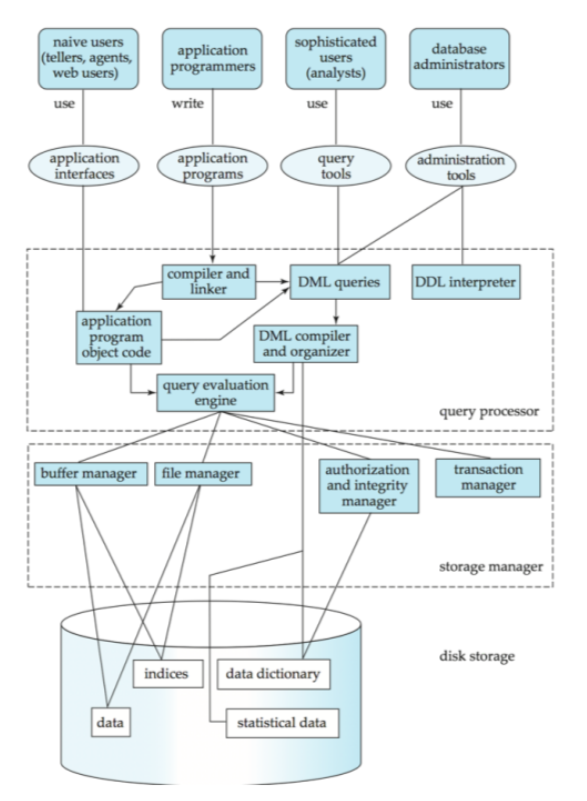 naive users
(tellers, agents,
web users)
application
programmers
sophisticated
users
(analysts)
database
administrators
use
write
use
use
application
interfaces
application
programs
query
tools
administration
tools
compiler and
linker
DML queries
DDL interpreter
application
program
object code
DML compiler
and organizer
query evaluation
engine
query processor
buffer manager
file manager
authorization
and integrity
manager
transaction
manager
storage manager
disk storage
indices
data dictionary
data
statistical data